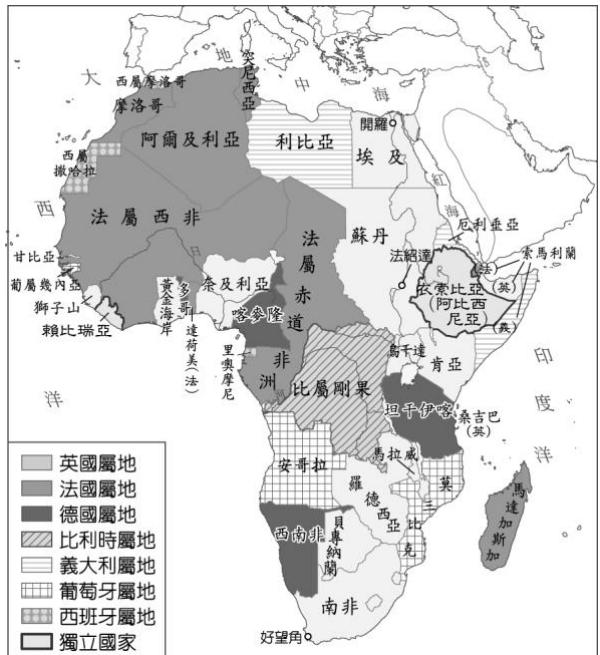 大
西
洋
地
中
海
突尼西亞
西屬摩洛哥
摩洛哥
阿爾及利亞
利比亞
開羅
埃及
紅海
西屬
撒哈拉
法屬西非
法屬赤道非洲
蘇丹
厄利垂亞
法紹達
索馬利蘭
(法)
(英)
(義)
衣索比亞
(阿比西
尼亞)
甘比亞
葡屬幾內亞
獅子山
賴比瑞亞
黃金海岸
多哥
達荷美(法)
奈及利亞
喀麥隆
里奧摩尼
比屬剛果
烏干達
肯亞
坦干伊喀
桑吉巴
(英)
印
度
洋
安哥拉
馬拉威
羅德西亞
莫三比克
馬達加斯加
西南非
貝專納蘭
南非
好望角
英國屬地
法國屬地
德國屬地
比利時屬地
義大利屬地
葡萄牙屬地
西班牙屬地
獨立國家